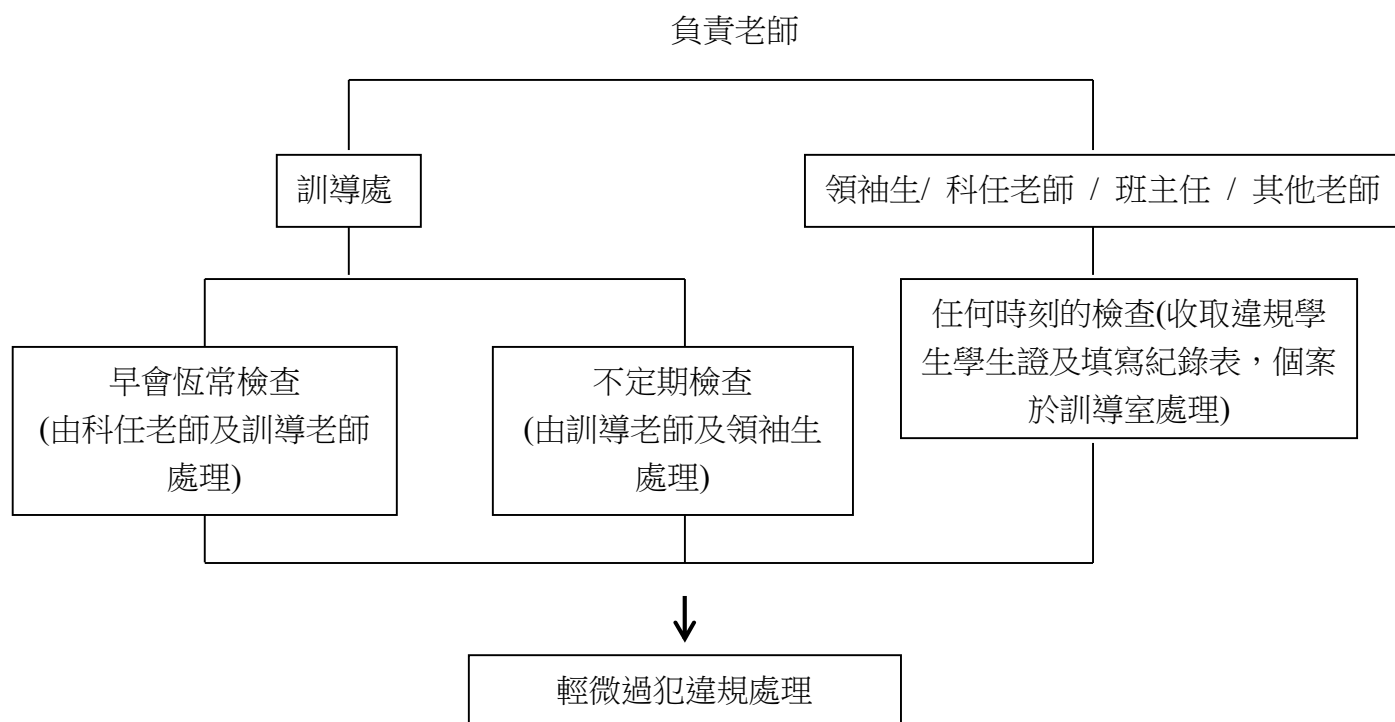 負責老師
訓導處
領袖生/ 科任老師 / 班主任 / 其他老師
早會恆常檢查
(由科任老師及訓導老師
處理)
不定期檢查
(由訓導老師及領袖生
處理)
任何時刻的檢查(收取違規學
生學生證及填寫紀錄表，個案
於訓導室處理)
輕微過犯違規處理